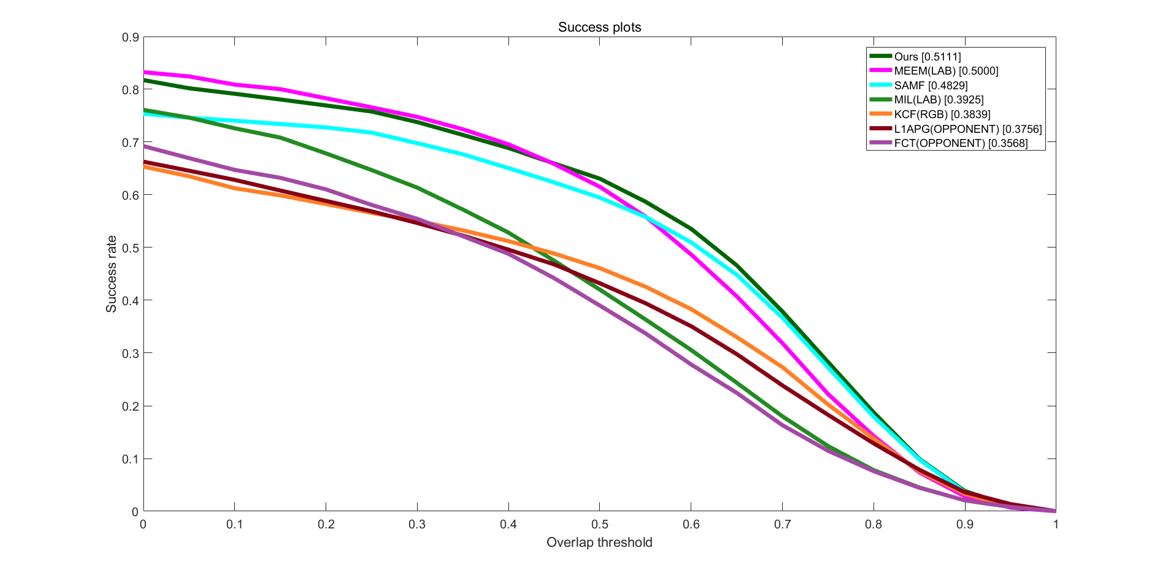 Success plots
0.9
0.8
0.7
0.6
0.5
0.4
0.3
0.2
0.1
0
Success rate
Ours [0.5111]
MEEM(LAB) [0.5000]
SAMF [0.4829]
MIL(LAB) [0.3925]
KCF(RGB) [0.3839]
L1APG(OPPONENT) [0.3756]
FCT(OPPONENT) [0.3568]
0 0.1 0.2 0.3 0.4 0.5 0.6 0.7 0.8 0.9 1
Overlap threshold